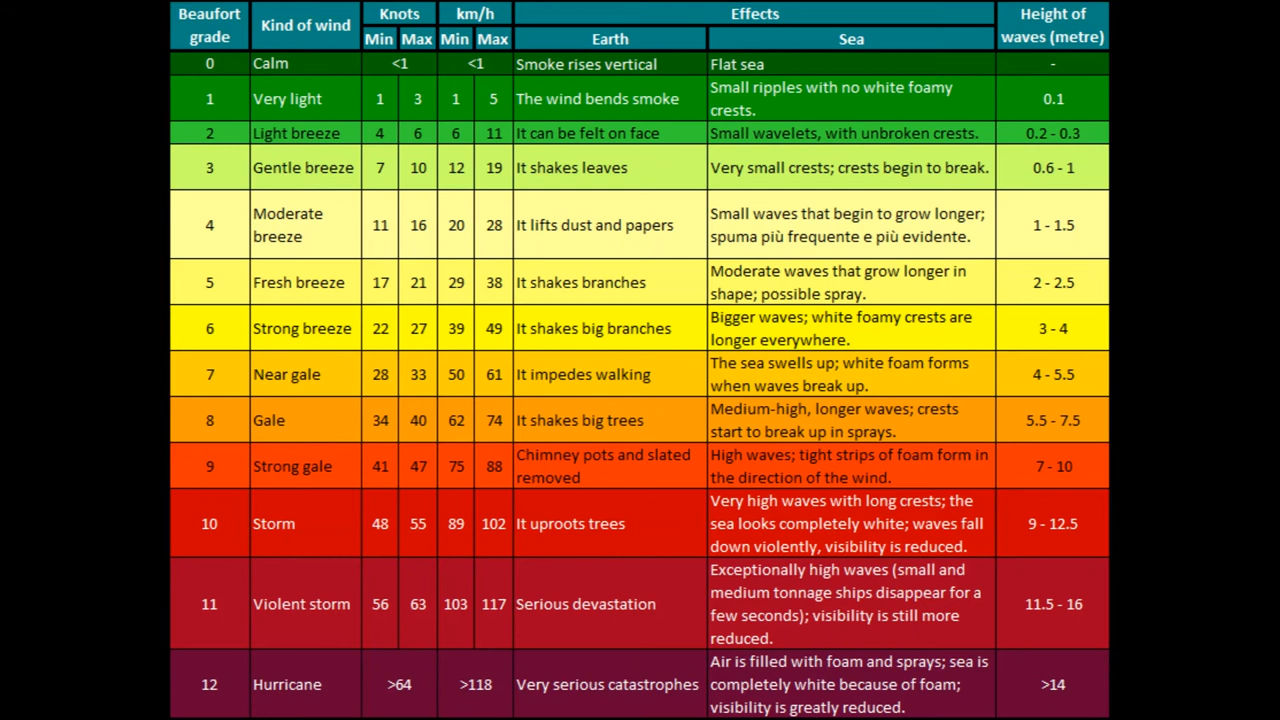 Beaufort grade Kind of wind Knots km/h Effects Height of waves (metre)
Min Max Min Max Earth Sea
0 Calm <1 <1 Smoke rises vertical Flat sea -
1 Very light 1 3 1 5 The wind bends smoke Small ripples with no white foamy
crests. 0.1
2 Light breeze 4 6 6 11 It can be felt on face Small wavelets, with unbroken crests. 0.2 - 0.3
3 Gentle breeze 7 10 12 19 It shakes leaves Very small crests; crests begin to break. 0.6 - 1
4 Moderate
breeze 11 16 20 28 It lifts dust and papers Small waves that begin to grow longer;
spuma più frequente e più evidente. 1 - 1.5
5 Fresh breeze 17 21 29 38 It shakes branches Moderate waves that grow longer in
shape; possible spray. 2 - 2.5
6 Strong breeze 22 27 39 49 It shakes big branches Bigger waves; white foamy crests are
longer everywhere. 3 - 4
7 Near gale 28 33 50 61 It impedes walking The sea swells up; white foam forms
when waves break up. 4 - 5.5
8 Gale 34 40 62 74 It shakes big trees Medium-high, longer waves; crests
start to break up in sprays. 5.5 - 7.5
9 Strong gale 41 47 75 88 Chimney pots and slated
removed High waves; tight strips of foam form in
the direction of the wind. 7 - 10
10 Storm 48 55 89 102 It uproots trees Very high waves with long crests; the
sea looks completely white; waves fall
down violently, visibility is reduced. 9 - 12.5
11 Violent storm 56 63 103 117 Serious devastation Exceptionally high waves (small and
medium tonnage ships disappear for a
few seconds); visibility is still more
reduced. 11.5 - 16
12 Hurricane >64 >118 Very serious catastrophes Air is filled with foam and sprays; sea is
completely white because of foam;
visibility is greatly reduced. >14